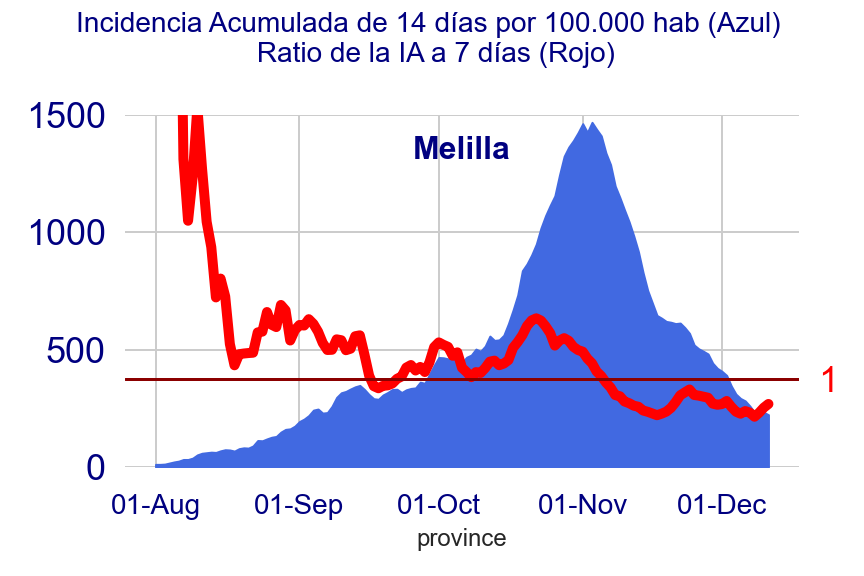 Incidencia Acumulada de 14 días por 100.000 hab (Azul)
Ratio de la IA a 7 días (Rojo)
1500
Melilla
1000
500
1
0
01-Aug 01-Sep 01-Oct 01-Nov 01-Dec
province